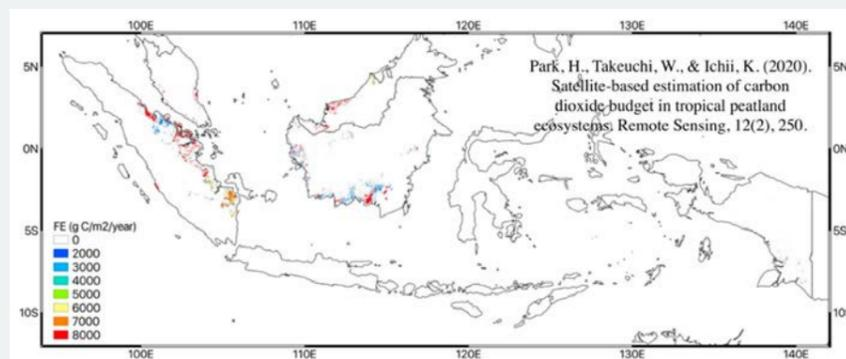 100E 110E 120E 130E 140E
5N 5N
Park, H., Takeuchi, W., & Ichii, K. (2020).
Satellite-based estimation of carbon
dioxide budget in tropical peatland
ecosystems. Remote Sensing, 12(2), 250.
0N 0N
5S 5S
FE (g C/m2/year)
0
2000
3000
4000
5000
6000
7000
8000
10S 10S
100E 110E 120E 130E 140E